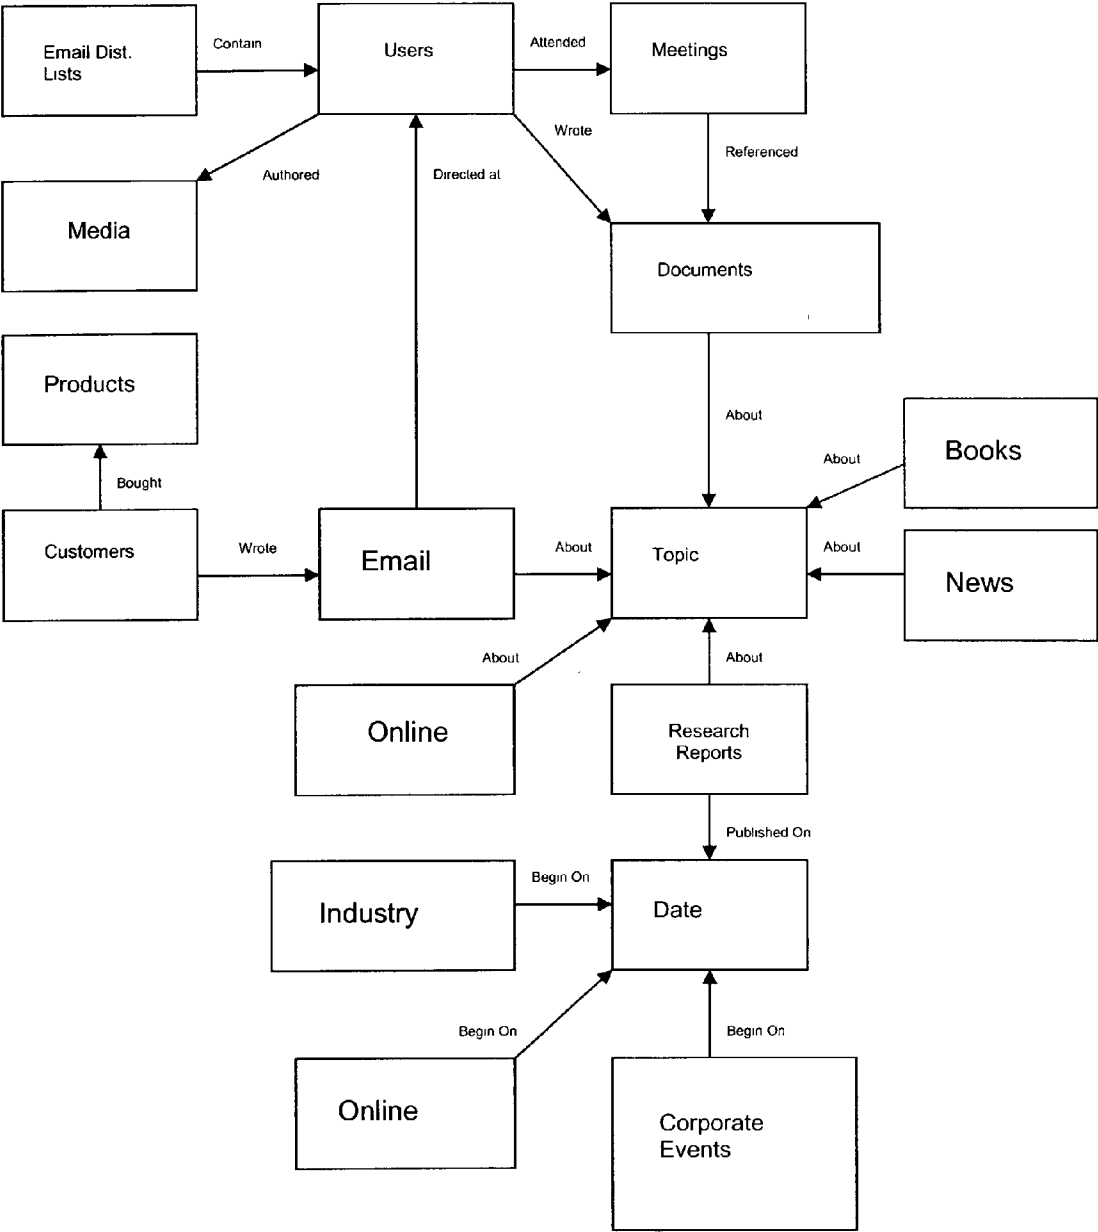 Email Dist.
Lists
Contain
Users
Attended
Meetings
Wrote
Referenced
Authored
Directed at
Media
Documents
Products
About
Bought
About
Books
Customers
Wrote
Email
About
Topic
About
News
About
About
Online
Research
Reports
Published On
Industry
Begin On
Date
Begin On
Begin On
Online
Corporate
Events